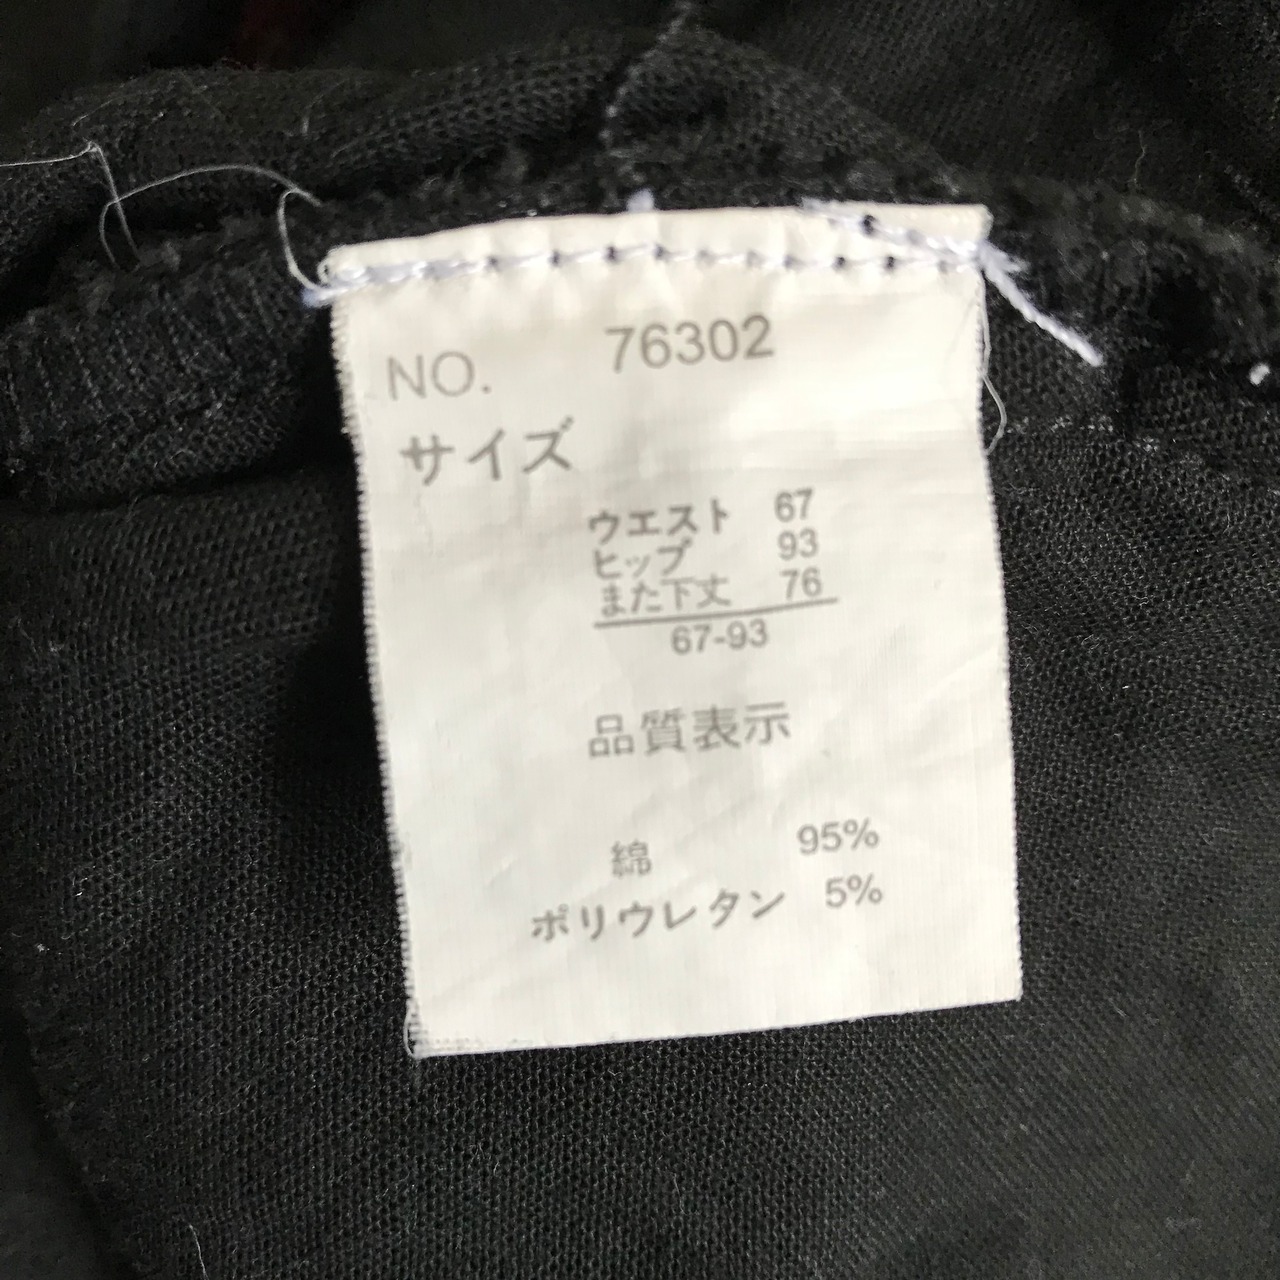 NO. 76302
サイズ
ウエスト 67
ヒップ 93
また下丈 76
67-93
品質表示
綿 95%
ポリウレタン 5%